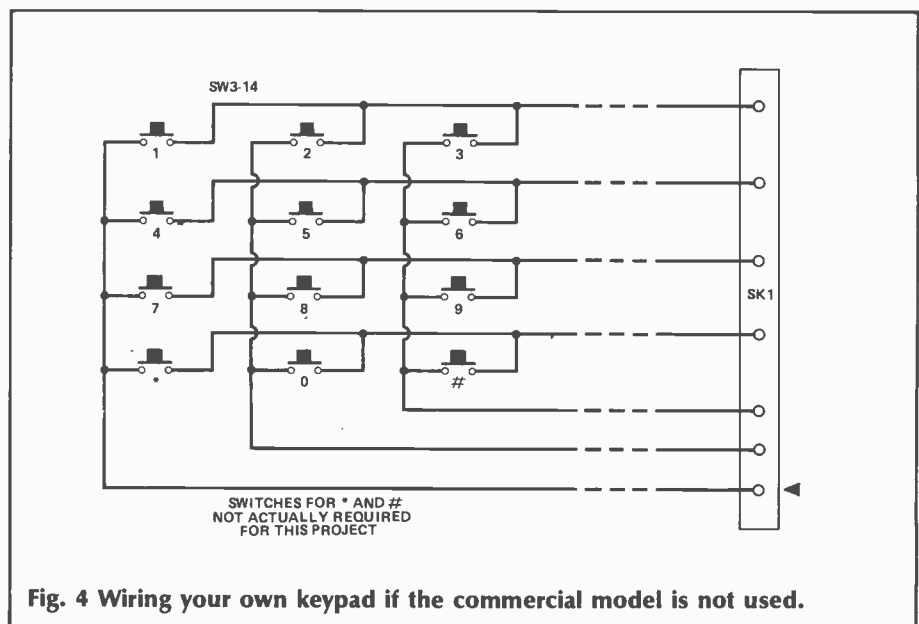 SW3-14
1
2
3
4
5
6
7
8
9
SK1
*
0
#
SWITCHES FOR * AND #
NOT ACTUALLY REQUIRED
FOR THIS PROJECT
Fig. 4 Wiring your own keypad if the commercial model is not used.